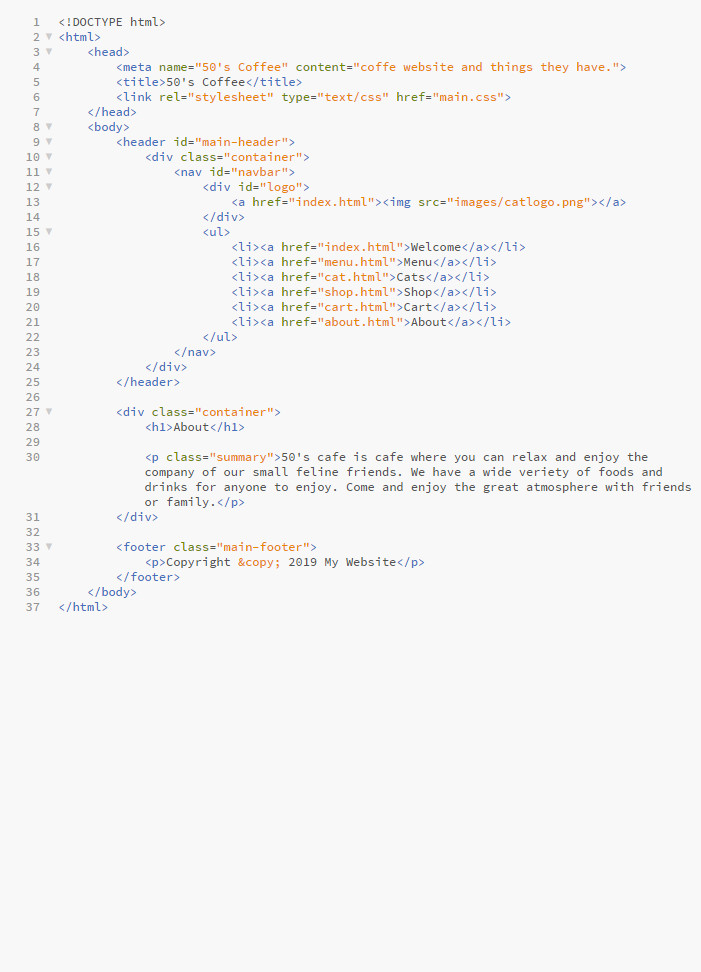 1 <!DOCTYPE html>
2 <html>
3 <head>
4 <meta name="50's Coffee" content="coffe website and things they have.">
5 <title>50's Coffee</title>
6 <link rel="stylesheet" type="text/css" href="main.css">
7 </head>
8 <body>
9 <header id="main-header">
10 <div class="container">
11 <nav id="navbar">
12 <div id="logo">
13 <a href="index.html"><img src="images/catlogo.png"></a>
14 </div>
15 <ul>
16 <li><a href="index.html">Welcome</a></li>
17 <li><a href="menu.html">Menu</a></li>
18 <li><a href="cat.html">Cats</a></li>
19 <li><a href="shop.html">Shop</a></li>
20 <li><a href="cart.html">Cart</a></li>
21 <li><a href="about.html">About</a></li>
22 </ul>
23 </nav>
24 </div>
25 </header>
26
27 <div class="container">
28 <h1>About</h1>
29
30 <p class="summary">50's cafe is cafe where you can relax and enjoy the
company of our small feline friends. We have a wide veriety of foods and
drinks for anyone to enjoy. Come and enjoy the great atmosphere with friends
or family.</p>
31 </div>
32
33 <footer class="main-footer">
34 <p>Copyright &copy; 2019 My Website</p>
35 </footer>
36 </body>
37 </html>